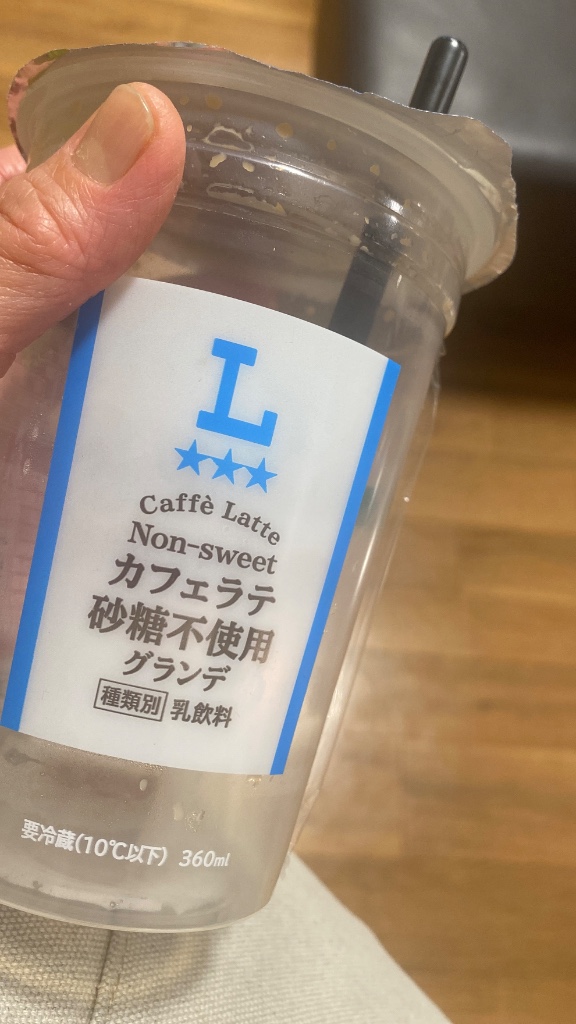 L
Caffè Latte
Non-sweet
カフェラテ
砂糖不使用
グランデ
種類別 乳飲料
要冷蔵(10℃以下) 360ml